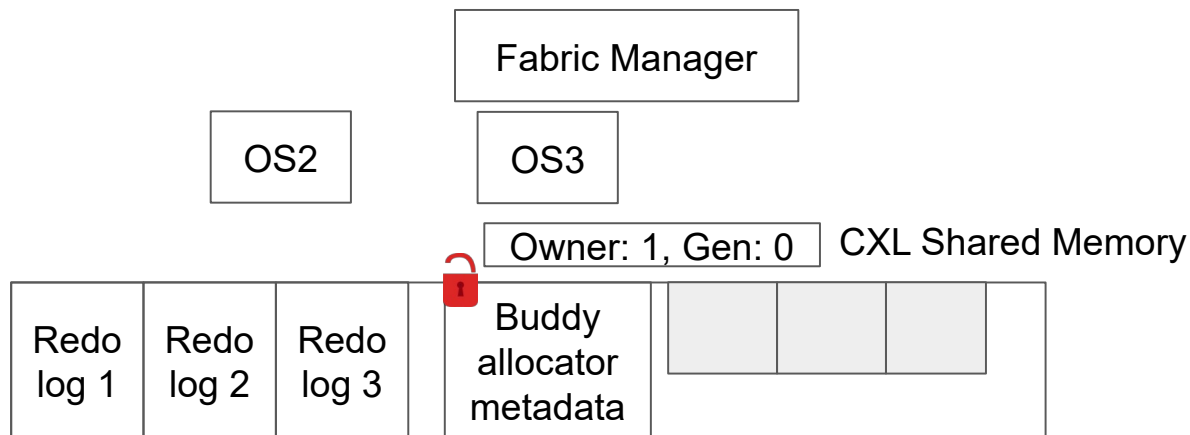 Fabric Manager
OS2
OS3
Owner: 1, Gen: 0
CXL Shared Memory
Redo
log 1
Redo
log 2
Redo
log 3
Buddy
allocator
metadata